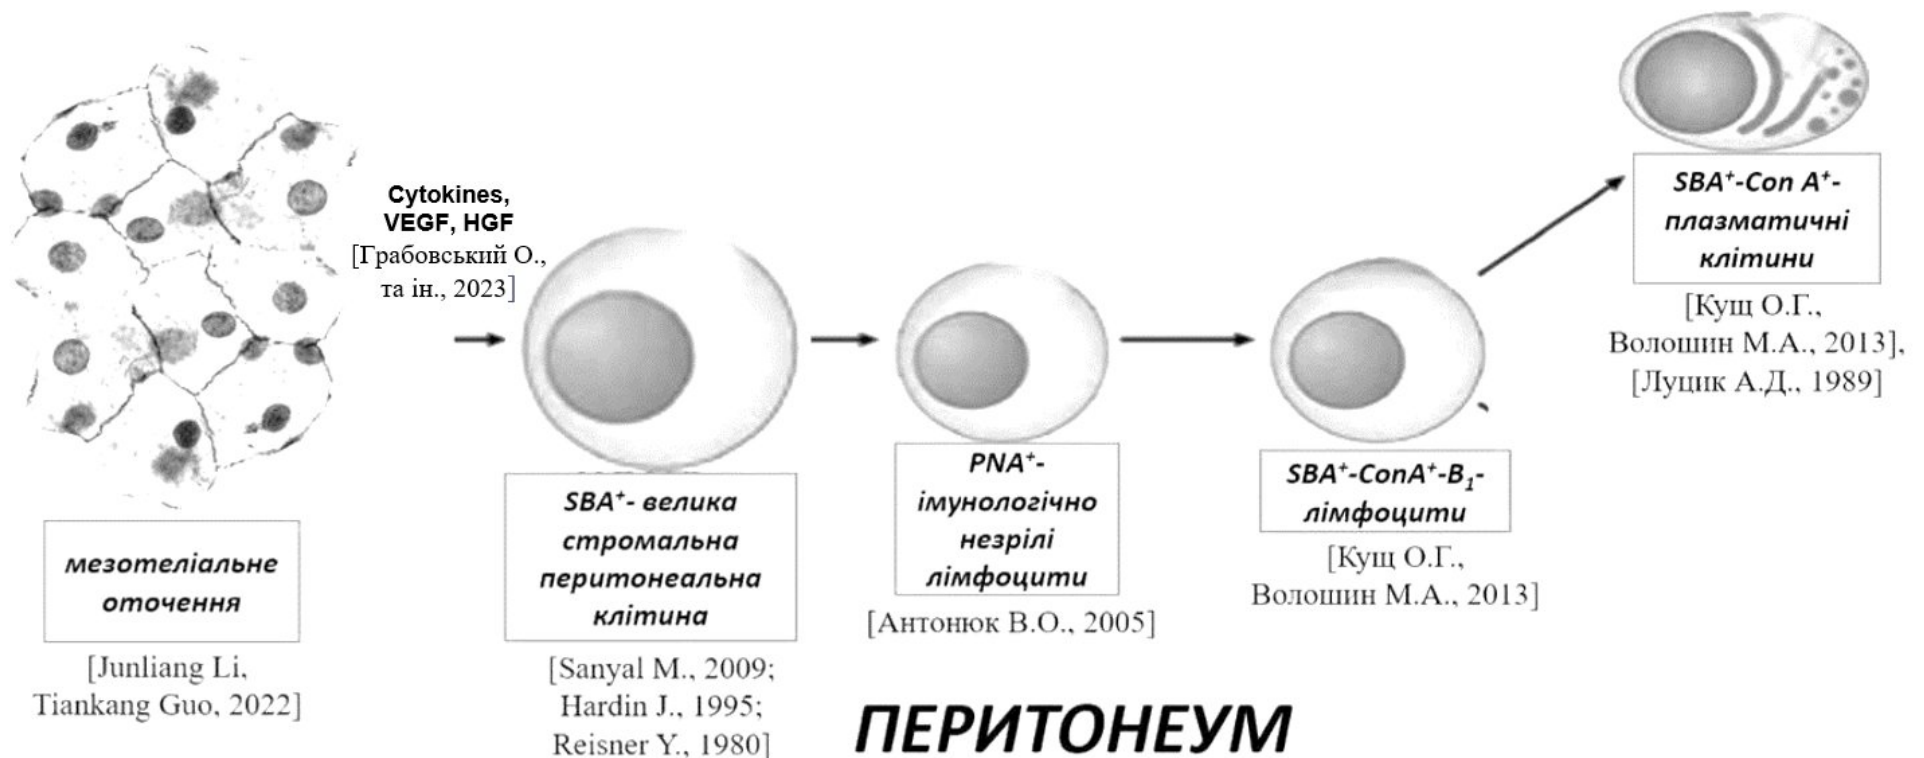 Cytokines,
VEGF, HGF
[Грабовський О.,
та ін., 2023]
мезотеліальне
оточення
[Junliang Li,
Tiankang Guo, 2022]
SBA⁺- велика
стромальна
перитонеальна
клітина
[Sanyal M., 2009;
Hardin J., 1995;
Reisner Y., 1980]
PNA⁺-
імунологічно
незрілі
лімфоцити
[Антонюк В.О., 2005]
SBA⁺-ConA⁺-B₁-
лімфоцити
[Кущ О.Г.,
Волошин М.А., 2013]
SBA⁺-Con A⁺-
плазматичні
клітини
[Кущ О.Г.,
Волошин М.А., 2013],
[Луцик А.Д., 1989]
ПЕРИТОНЕУМ